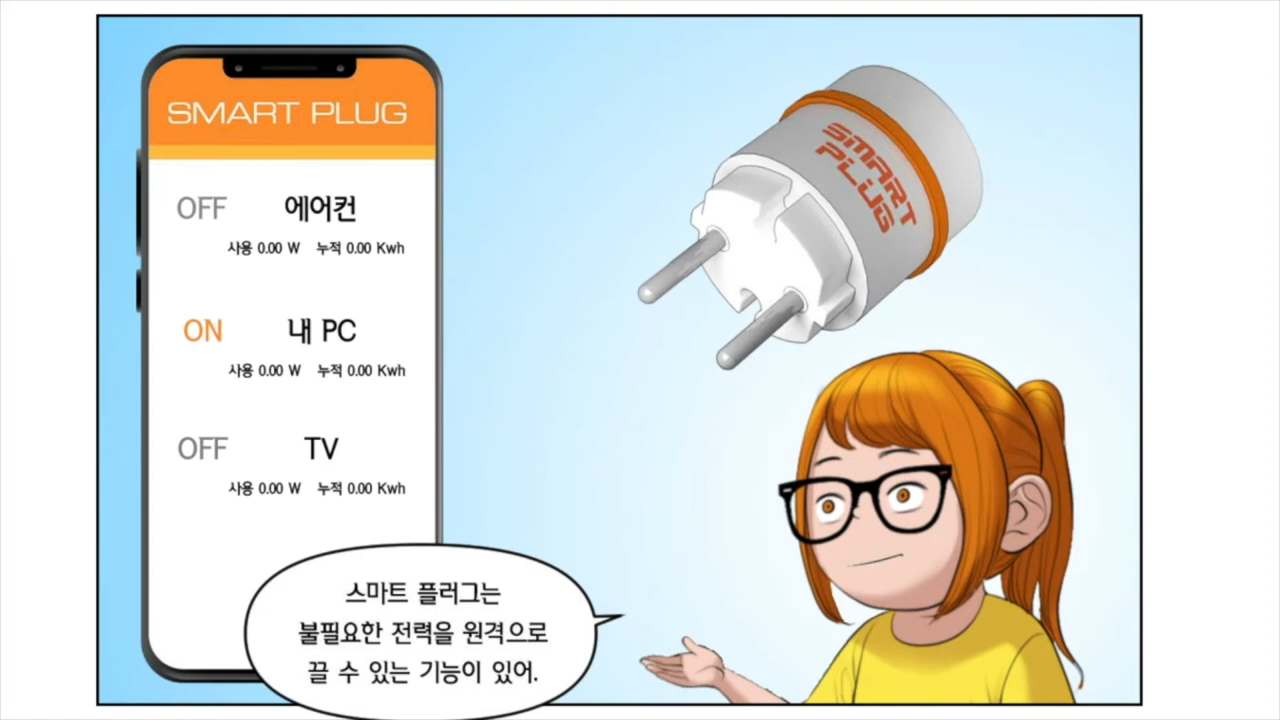 SMART PLUG
OFF 에어컨
사용 0.00 W 누적 0.00 Kwh
ON 내 PC
사용 0.00 W 누적 0.00 Kwh
OFF TV
사용 0.00 W 누적 0.00 Kwh
SMART
PLUG
스마트 플러그는
불필요한 전력을 원격으로
끌 수 있는 기능이 있어.